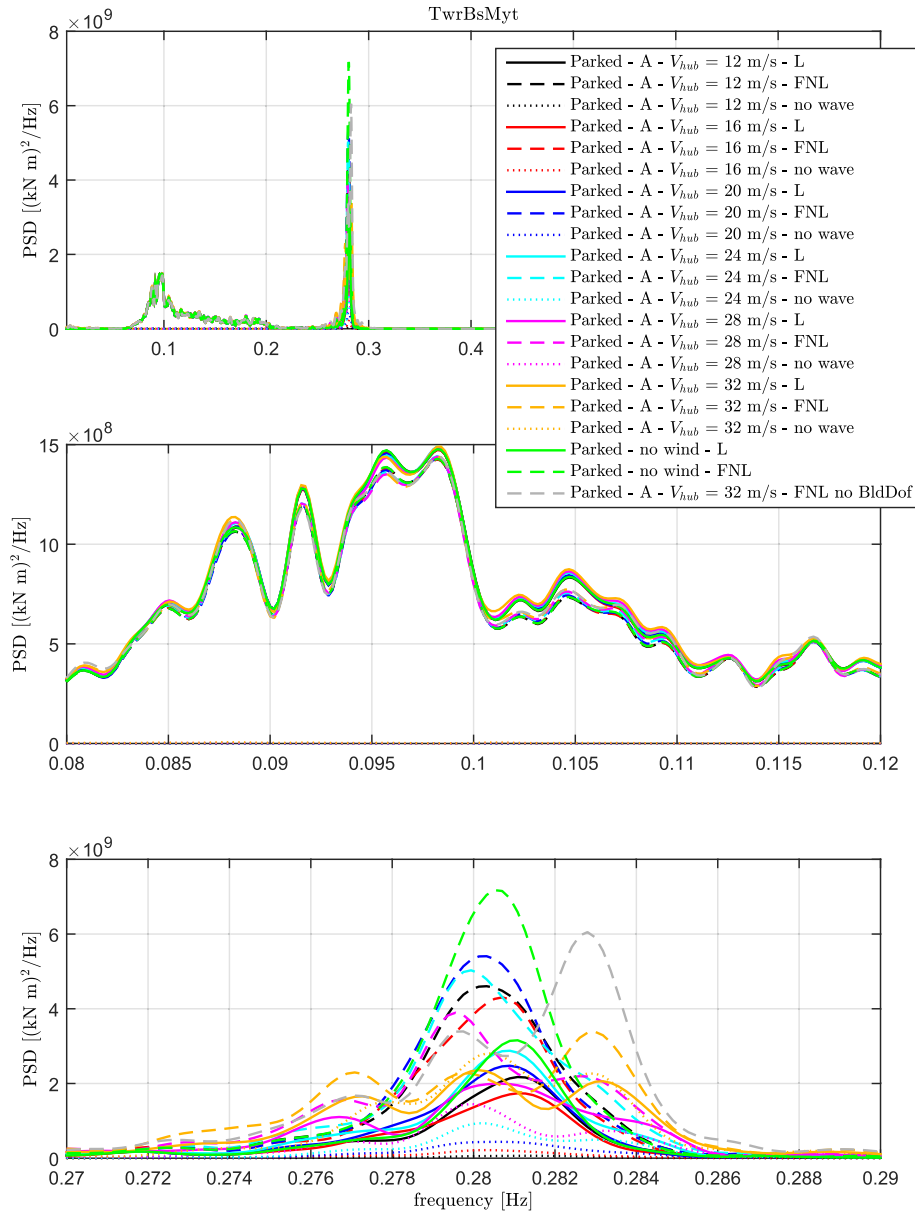 TwrBsMyt
×10⁹
8
6
4
2
0
PSD [(kN m)²/Hz]
0.1 0.2 0.3 0.4
Parked - A - V_hub = 12 m/s - L
Parked - A - V_hub = 12 m/s - FNL
Parked - A - V_hub = 12 m/s - no wave
Parked - A - V_hub = 16 m/s - L
Parked - A - V_hub = 16 m/s - FNL
Parked - A - V_hub = 16 m/s - no wave
Parked - A - V_hub = 20 m/s - L
Parked - A - V_hub = 20 m/s - FNL
Parked - A - V_hub = 20 m/s - no wave
Parked - A - V_hub = 24 m/s - L
Parked - A - V_hub = 24 m/s - FNL
Parked - A - V_hub = 24 m/s - no wave
Parked - A - V_hub = 28 m/s - L
Parked - A - V_hub = 28 m/s - FNL
Parked - A - V_hub = 28 m/s - no wave
Parked - A - V_hub = 32 m/s - L
Parked - A - V_hub = 32 m/s - FNL
Parked - A - V_hub = 32 m/s - no wave
Parked - no wind - L
Parked - no wind - FNL
Parked - A - V_hub = 32 m/s - FNL no BldDof
×10⁸
15
10
5
0
PSD [(kN m)²/Hz]
0.08 0.085 0.09 0.095 0.1 0.105 0.11 0.115 0.12
×10⁹
8
6
4
2
0
PSD [(kN m)²/Hz]
0.27 0.272 0.274 0.276 0.278 0.28 0.282 0.284 0.286 0.288 0.29
frequency [Hz]